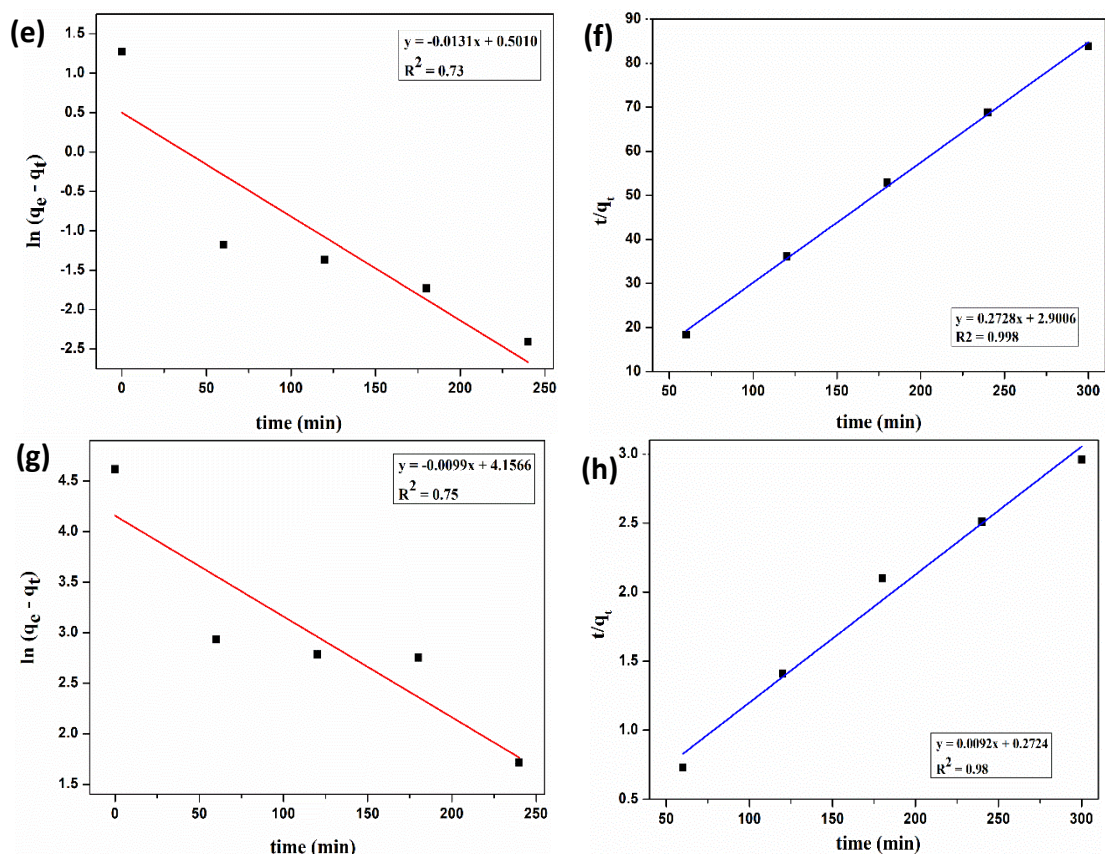 (e)
y = -0.0131x + 0.5010
R² = 0.73
1.5
1.0
0.5
0.0
-0.5
-1.0
-1.5
-2.0
-2.5
ln (qe - qt)
0 50 100 150 200 250
time (min)
(f)
90
80
70
60
50
40
30
20
10
t/qt
y = 0.2728x + 2.9006
R2 = 0.998
50 100 150 200 250 300
time (min)
(g)
y = -0.0099x + 4.1566
R² = 0.75
4.5
4.0
3.5
3.0
2.5
2.0
1.5
ln (qe - qt)
0 50 100 150 200 250
time (min)
(h)
3.0
2.5
2.0
1.5
1.0
0.5
t/qt
y = 0.0092x + 0.2724
R² = 0.98
50 100 150 200 250 300
time (min)